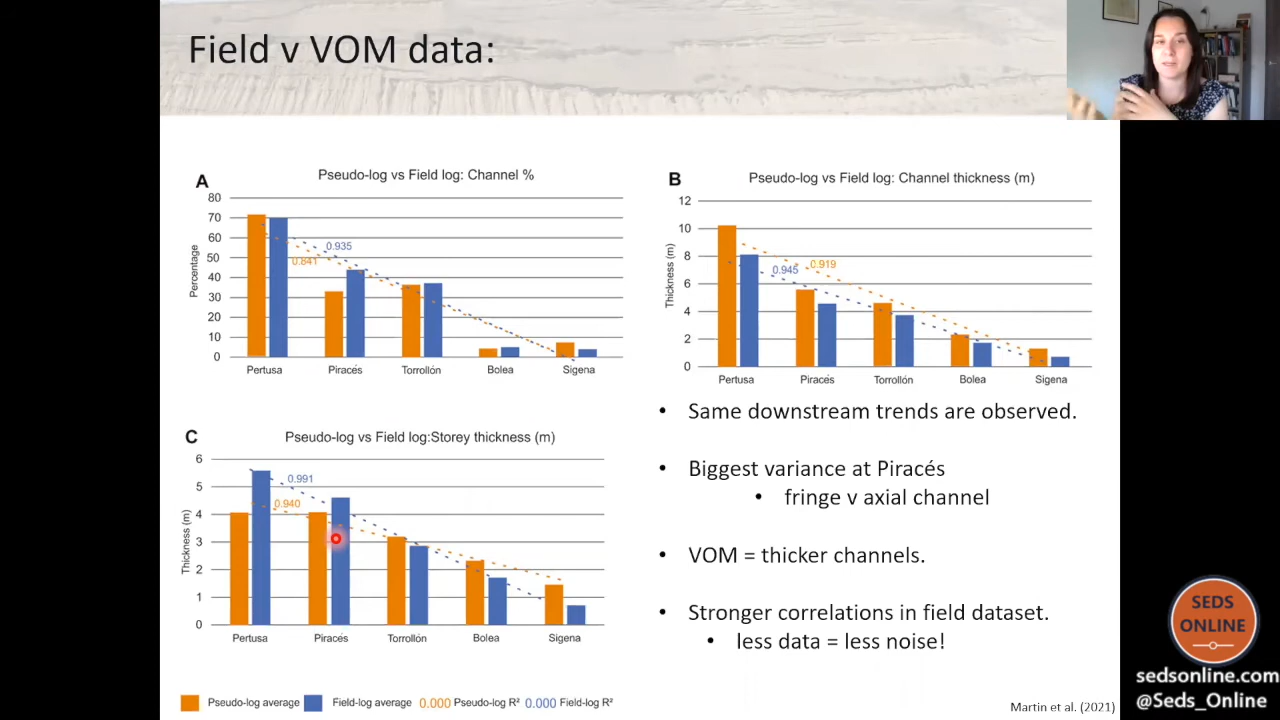 Field v VOM data:
A
Pseudo-log vs Field log: Channel %
Percentage
80
70
60
50
40
30
20
10
0
0.935
0.841
Pertusa
Piracés
Torrollón
Bolea
Sigena
B
Pseudo-log vs Field log: Channel thickness (m)
Thickness (m)
12
10
8
6
4
2
0
0.945
0.919
Pertusa
Piracés
Torrollón
Bolea
Sigena
C
Pseudo-log vs Field log:Storey thickness (m)
Thickness (m)
6
5
4
3
2
1
0
0.991
0.940
Pertusa
Piracés
Torrollón
Bolea
Sigena
Pseudo-log average
Field-log average
0.000 Pseudo-log R²
0.000 Field-log R²
• Same downstream trends are observed.
• Biggest variance at Piracés
• fringe v axial channel
• VOM = thicker channels.
• Stronger correlations in field dataset.
• less data = less noise!
Martin et al. (2021)
SEDS
ONLINE
sedsonline.com
@Seds_Online